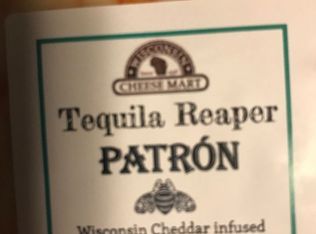 WISCONSIN
CHEESE MART
Tequila Reaper
PATRÓN
Wisconsin Cheddar infused